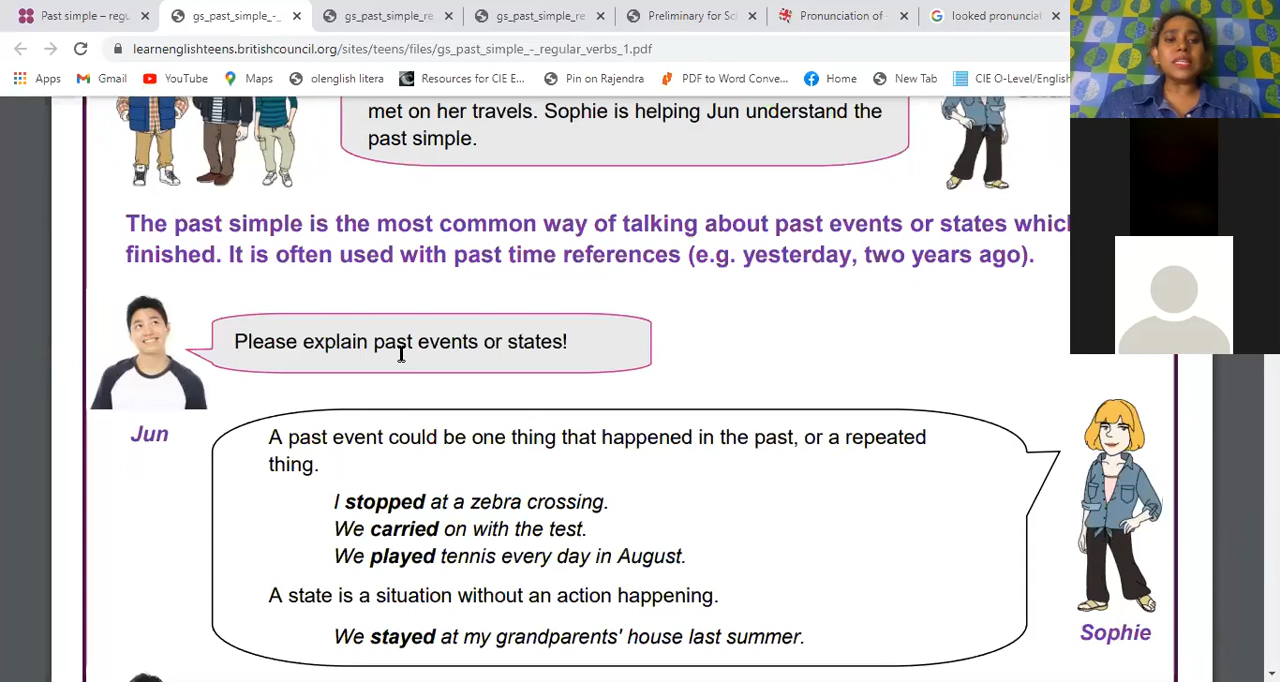 Past simple – regu
gs_past_simple_-_
gs_past_simple_re
gs_past_simple_re
Preliminary for Sc
Pronunciation of
looked pronunciat
learnenglishteens.britishcouncil.org/sites/teens/files/gs_past_simple_-_regular_verbs_1.pdf
Apps
Gmail
YouTube
Maps
olenglish litera
Resources for CIE E...
Pin on Rajendra
PDF to Word Conve...
Home
New Tab
CIE O-Level/English
met on her travels. Sophie is helping Jun understand the
past simple.
The past simple is the most common way of talking about past events or states which
finished. It is often used with past time references (e.g. yesterday, two years ago).
Please explain past events or states!
Jun
A past event could be one thing that happened in the past, or a repeated
thing.
I stopped at a zebra crossing.
We carried on with the test.
We played tennis every day in August.
A state is a situation without an action happening.
We stayed at my grandparents' house last summer.
Sophie